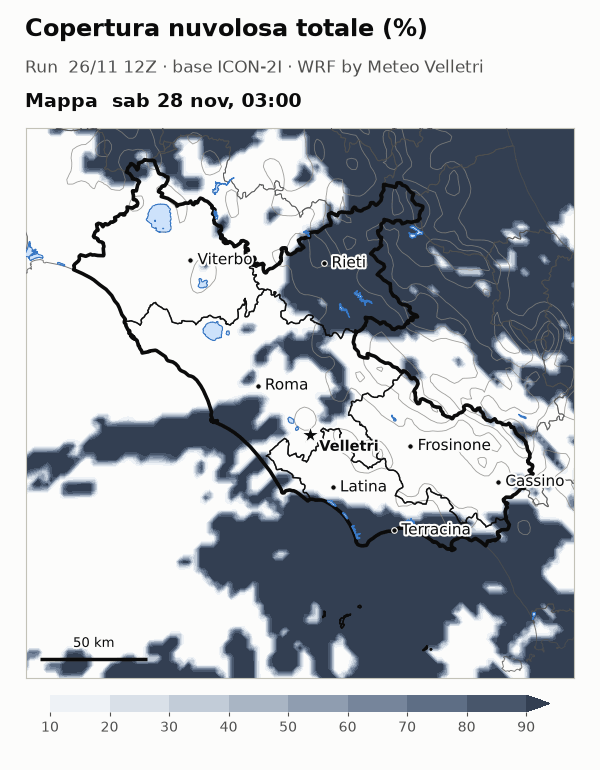 Copertura nuvolosa totale (%)
Run  26/11 12Z · base ICON-2I · WRF by Meteo Velletri
Mappa  sab 28 nov, 03:00
Viterbo
Rieti
Roma
Velletri
Frosinone
Cassino
Latina
Terracina
50 km
10 20 30 40 50 60 70 80 90